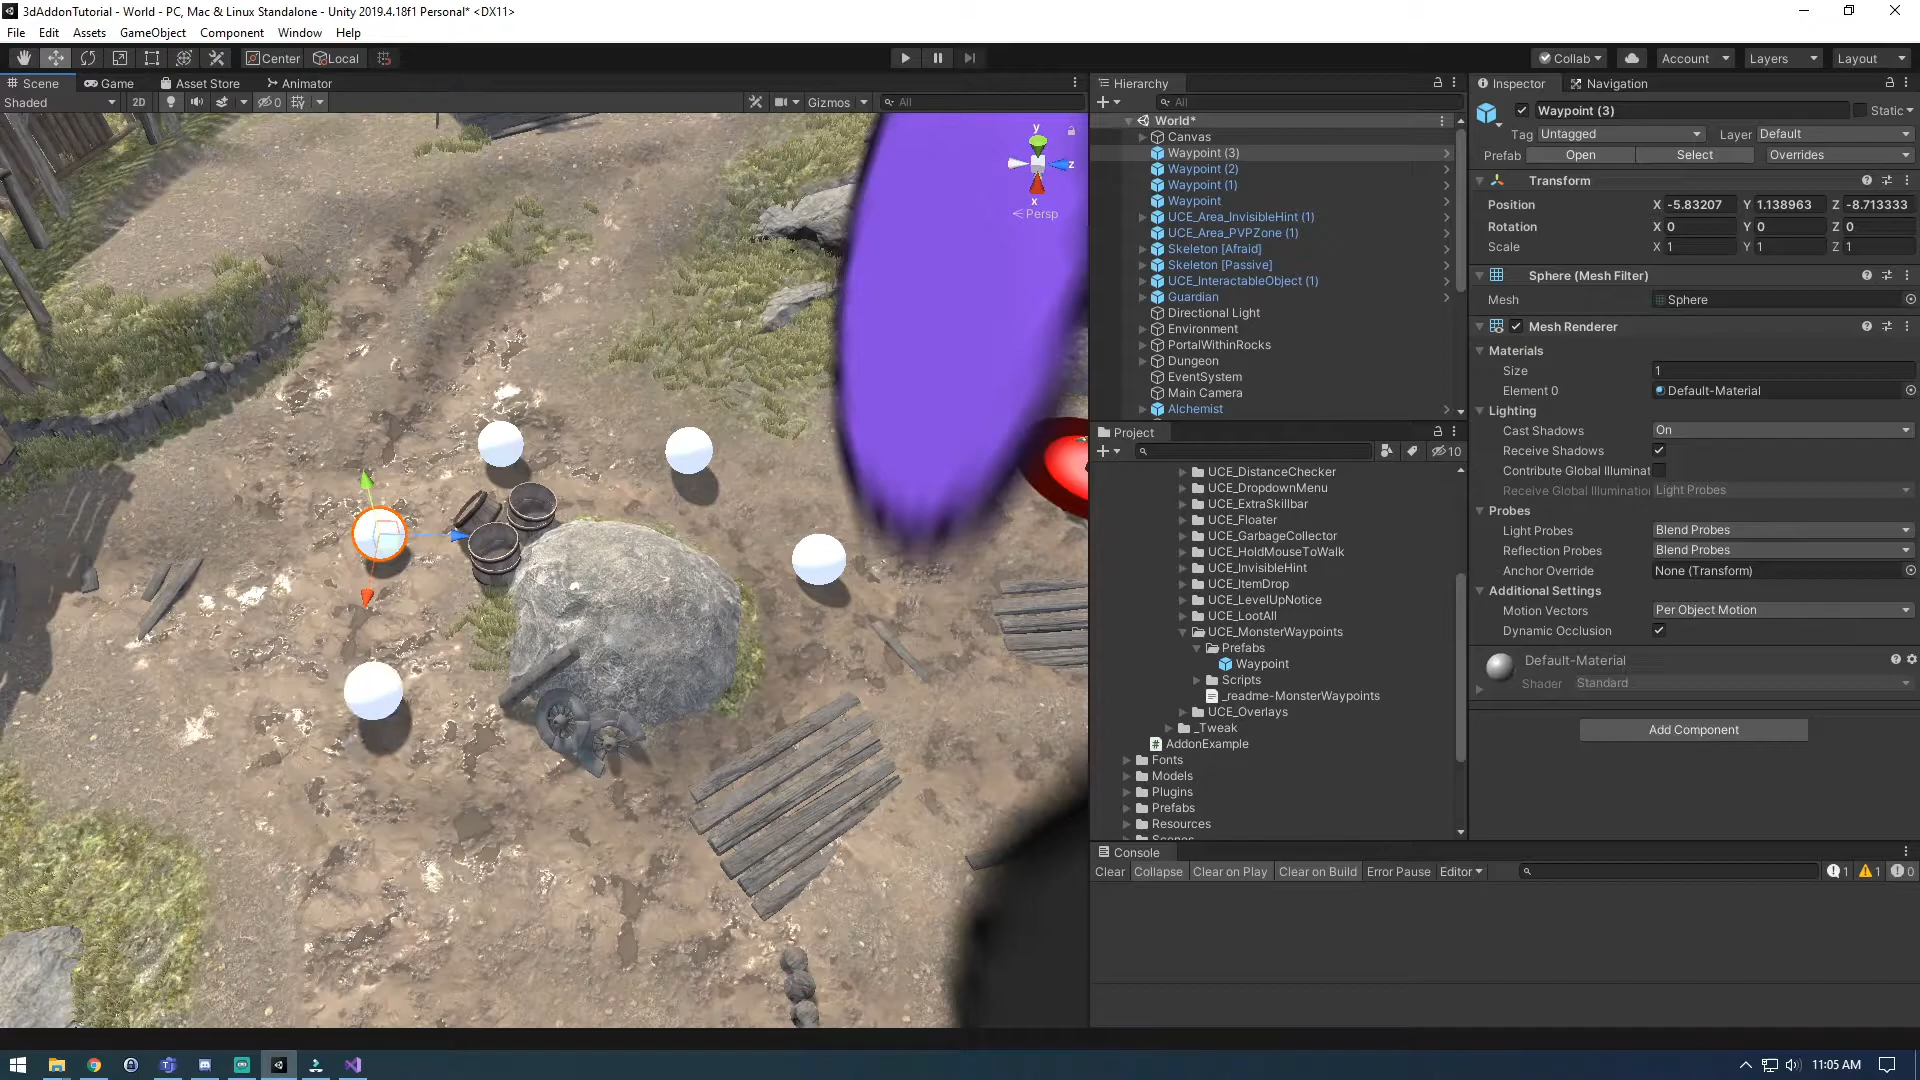 3dAddonTutorial - World - PC, Mac & Linux Standalone - Unity 2019.4.18f1 Personal* <DX11>
File Edit Assets GameObject Component Window Help
Center Local
Collab Account Layers Layout
Scene Game Asset Store Animator
Shaded 2D 0 Gizmos All
y
z
x
Persp
Hierarchy
All
World*
Canvas
Waypoint (3)
Waypoint (2)
Waypoint (1)
Waypoint
UCE_Area_InvisibleHint (1)
UCE_Area_PVPZone (1)
Skeleton [Afraid]
Skeleton [Passive]
UCE_InteractableObject (1)
Guardian
Directional Light
Environment
PortalWithinRocks
Dungeon
EventSystem
Main Camera
Alchemist
Project
10
UCE_DistanceChecker
UCE_DropdownMenu
UCE_ExtraSkillbar
UCE_Floater
UCE_GarbageCollector
UCE_HoldMouseToWalk
UCE_InvisibleHint
UCE_ItemDrop
UCE_LevelUpNotice
UCE_LootAll
UCE_MonsterWaypoints
Prefabs
Waypoint
Scripts
_readme-MonsterWaypoints
UCE_Overlays
_Tweak
AddonExample
Fonts
Models
Plugins
Prefabs
Resources
Scenes
Console
Clear Collapse Clear on Play Clear on Build Error Pause Editor 1 1 0
Inspector Navigation
Waypoint (3) Static
Tag Untagged Layer Default
Prefab Open Select Overrides
Transform
Position X -5.83207 Y 1.138963 Z -8.713333
Rotation X 0 Y 0 Z 0
Scale X 1 Y 1 Z 1
Sphere (Mesh Filter)
Mesh Sphere
Mesh Renderer
Materials
Size 1
Element 0 Default-Material
Lighting
Cast Shadows On
Receive Shadows
Contribute Global Illuminat
Receive Global Illumination Light Probes
Probes
Light Probes Blend Probes
Reflection Probes Blend Probes
Anchor Override None (Transform)
Additional Settings
Motion Vectors Per Object Motion
Dynamic Occlusion
Default-Material
Shader Standard
Add Component
11:05 AM